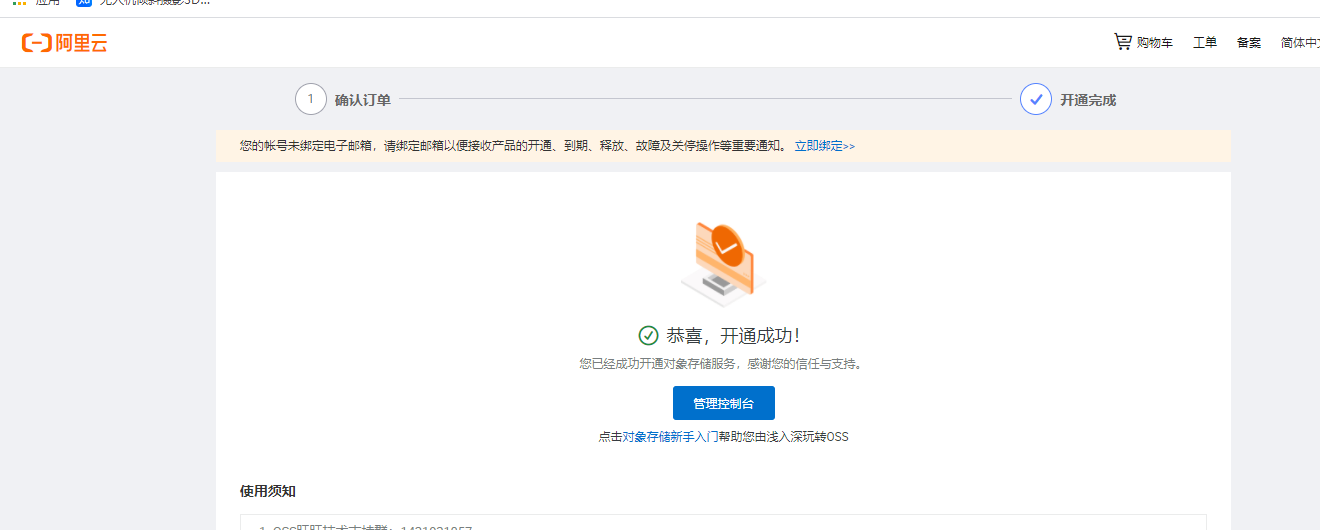 应用
阿里云
购物车 工单 备案 简体中文
1 确认订单 开通完成
您的帐号未绑定电子邮箱，请绑定邮箱以便接收产品的开通、到期、释放、故障及关停操作等重要通知。 立即绑定>>
恭喜，开通成功！
您已经成功开通对象存储服务，感谢您的信任与支持。
管理控制台
点击对象存储新手入门帮助您由浅入深玩转OSS
使用须知